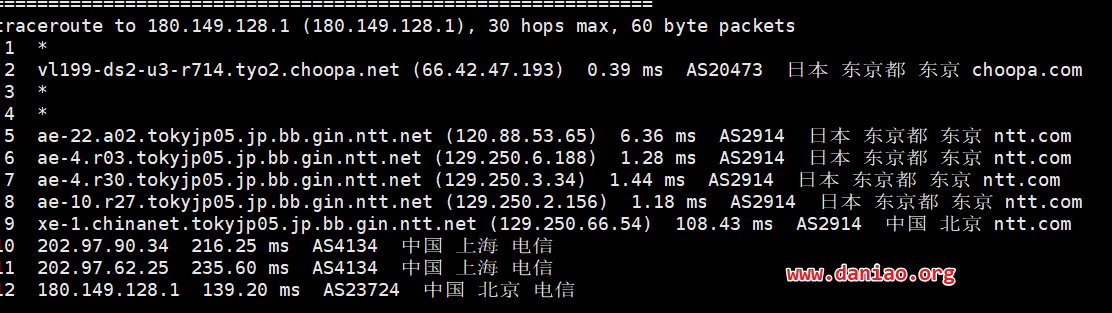 ==============================================================
traceroute to 180.149.128.1 (180.149.128.1), 30 hops max, 60 byte packets
1 *
2 vl199-ds2-u3-r714.tyo2.choopa.net (66.42.47.193) 0.39 ms AS20473 日本 东京都 东京 choopa.com
3 *
4 *
5 ae-22.a02.tokyjp05.jp.bb.gin.ntt.net (120.88.53.65) 6.36 ms AS2914 日本 东京都 东京 ntt.com
6 ae-4.r03.tokyjp05.jp.bb.gin.ntt.net (129.250.6.188) 1.28 ms AS2914 日本 东京都 东京 ntt.com
7 ae-4.r30.tokyjp05.jp.bb.gin.ntt.net (129.250.3.34) 1.44 ms AS2914 日本 东京都 东京 ntt.com
8 ae-10.r27.tokyjp05.jp.bb.gin.ntt.net (129.250.2.156) 1.18 ms AS2914 日本 东京都 东京 ntt.com
9 xe-1.chinanet.tokyjp05.jp.bb.gin.ntt.net (129.250.66.54) 108.43 ms AS2914 中国 北京 ntt.com
10 202.97.90.34 216.25 ms AS4134 中国 上海 电信
11 202.97.62.25 235.60 ms AS4134 中国 上海 电信
12 180.149.128.1 139.20 ms AS23724 中国 北京 电信
www.daniao.org